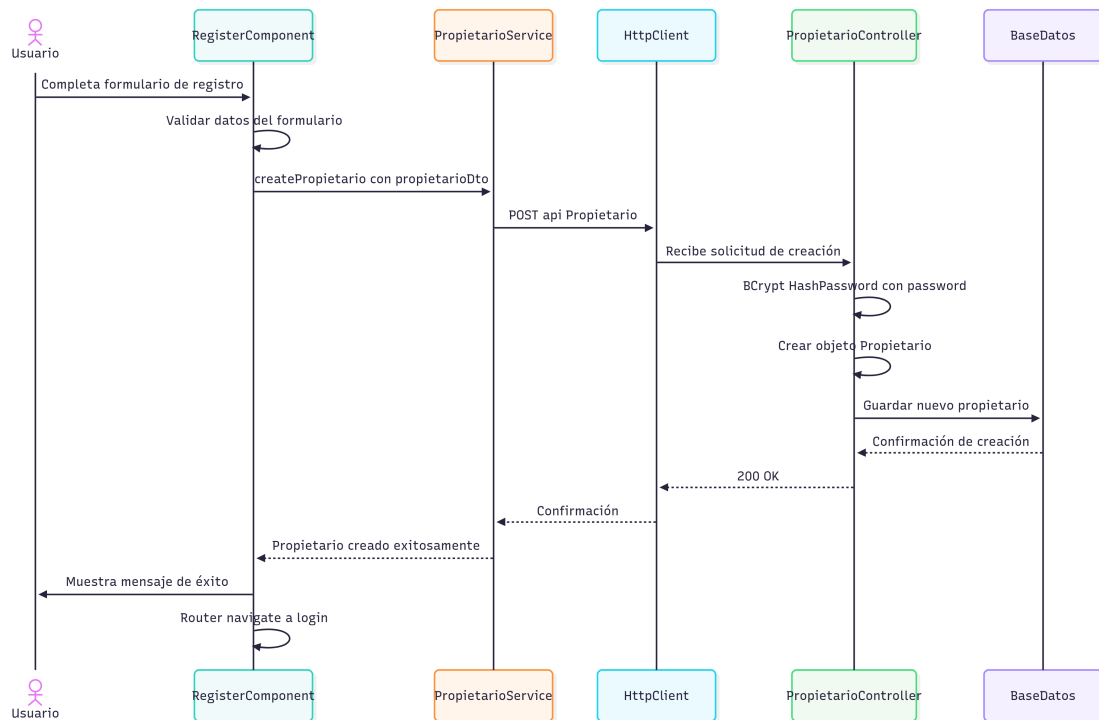 Usuario
RegisterComponent
PropietarioService
HttpClient
PropietarioController
BaseDatos
Completa formulario de registro
Validar datos del formulario
createPropietario con propietarioDto
POST api Propietario
Recibe solicitud de creación
BCrypt HashPassword con password
Crear objeto Propietario
Guardar nuevo propietario
Confirmación de creación
200 OK
Confirmación
Propietario creado exitosamente
Muestra mensaje de éxito
Router navigate a login
Usuario
RegisterComponent
PropietarioService
HttpClient
PropietarioController
BaseDatos